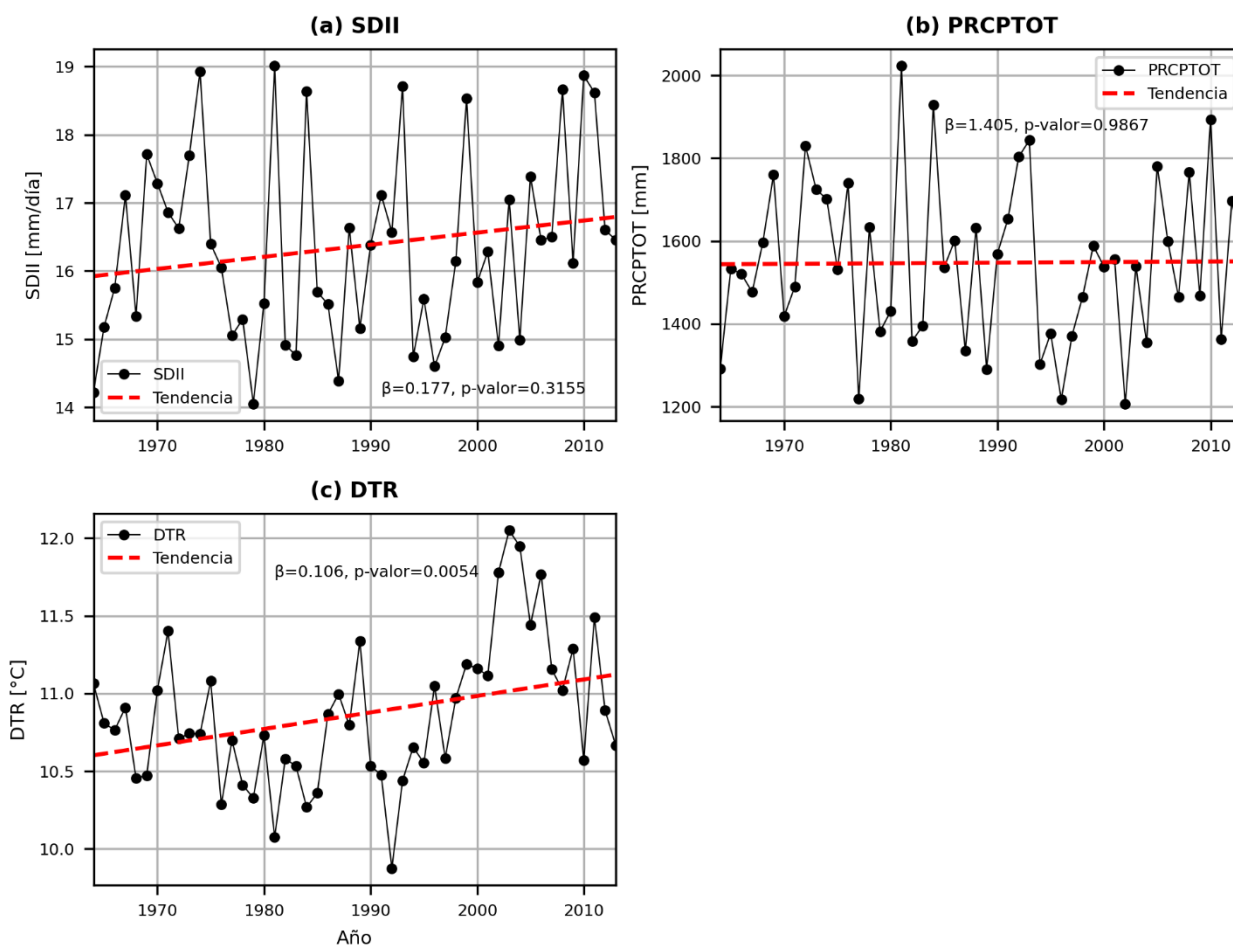 (a) SDII
SDII [mm/día]
19
18
17
16
15
14
SDII
Tendencia
β=0.177, p-valor=0.3155
1970
1980
1990
2000
2010
(b) PRCPTOT
PRCPTOT [mm]
2000
1800
1600
1400
1200
PRCPTOT
Tendencia
β=1.405, p-valor=0.9867
1970
1980
1990
2000
2010
(c) DTR
DTR [°C]
12.0
11.5
11.0
10.5
10.0
DTR
Tendencia
β=0.106, p-valor=0.0054
1970
1980
1990
2000
2010
Año